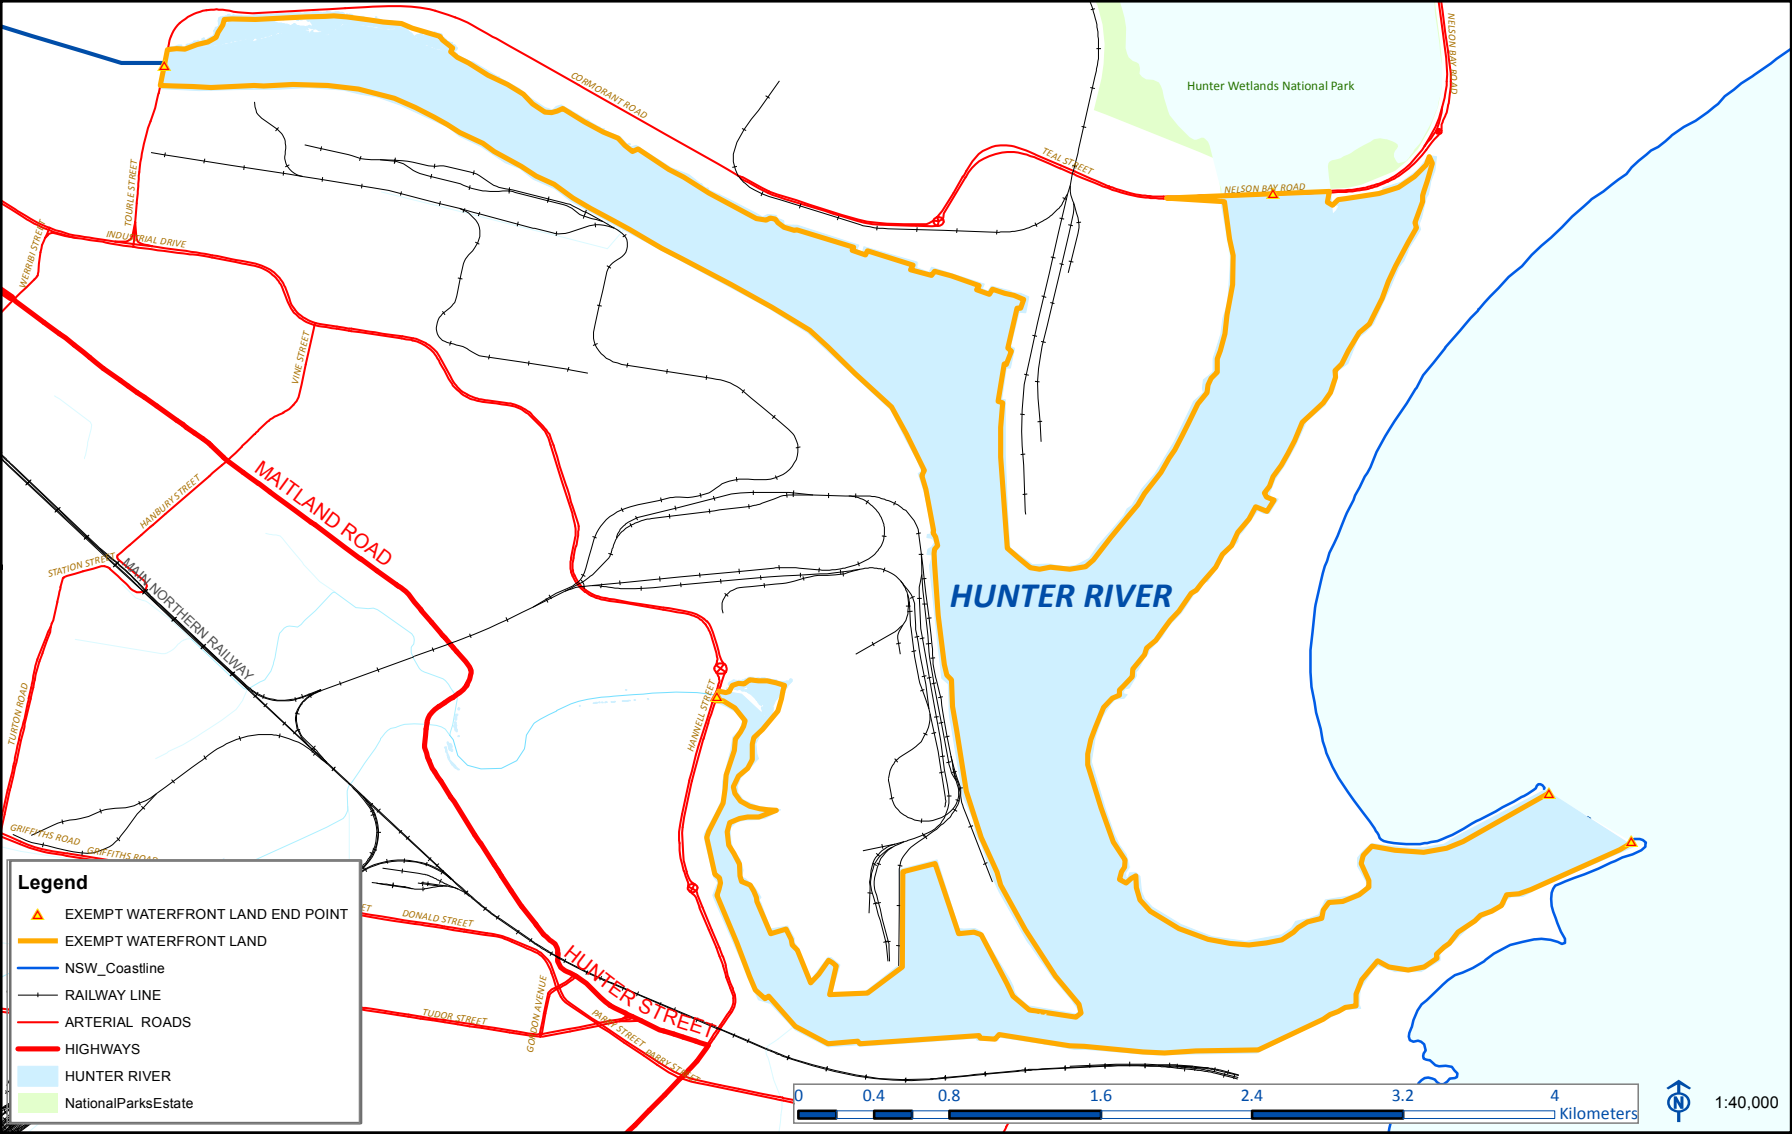 NELSON BAY ROAD
CORMORANT ROAD
Hunter Wetlands National Park
TEAL STREET
NELSON BAY ROAD
TOURLE STREET
WERRIBI STREET
INDUSTRIAL DRIVE
VINE STREET
MAITLAND ROAD
HANBURY STREET
STATION STREET
MAIN NORTHERN RAILWAY
HUNTER RIVER
TURTON ROAD
HANNELL STREET
GRIFFITHS ROAD
GRIFFITHS ROAD
ET
DONALD STREET
HUNTER STREET
GORDON AVENUE
TUDOR STREET
PARRY STREET
PARRY STREET
Legend
EXEMPT WATERFRONT LAND END POINT
EXEMPT WATERFRONT LAND
NSW_Coastline
RAILWAY LINE
ARTERIAL ROADS
HIGHWAYS
HUNTER RIVER
NationalParksEstate
0 0.4 0.8 1.6 2.4 3.2 4
Kilometers
N
1:40,000